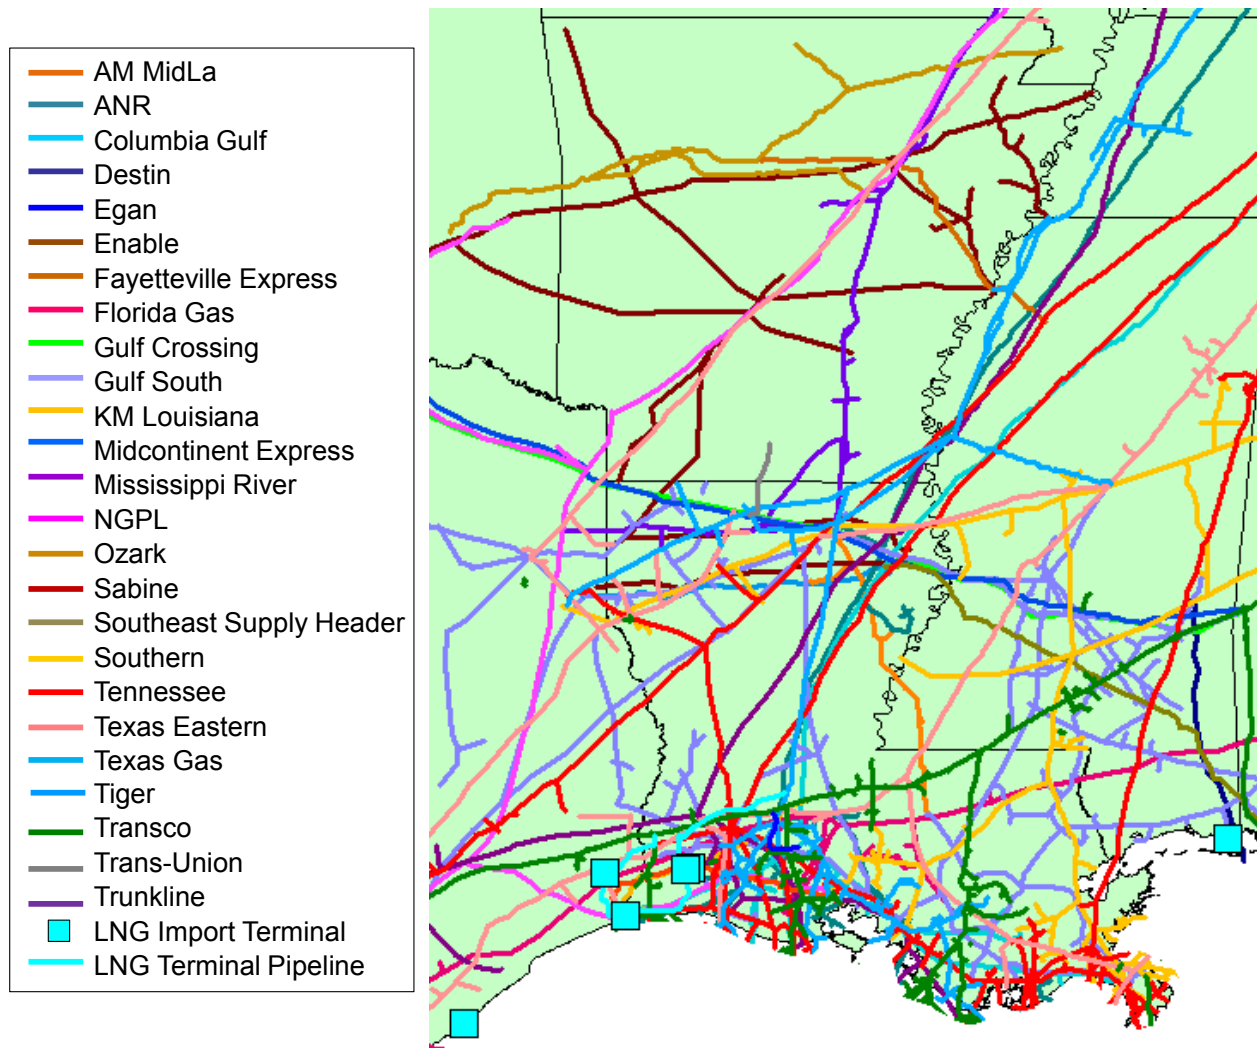 AM MidLa
ANR
Columbia Gulf
Destin
Egan
Enable
Fayetteville Express
Florida Gas
Gulf Crossing
Gulf South
KM Louisiana
Midcontinent Express
Mississippi River
NGPL
Ozark
Sabine
Southeast Supply Header
Southern
Tennessee
Texas Eastern
Texas Gas
Tiger
Transco
Trans-Union
Trunkline
LNG Import Terminal
LNG Terminal Pipeline